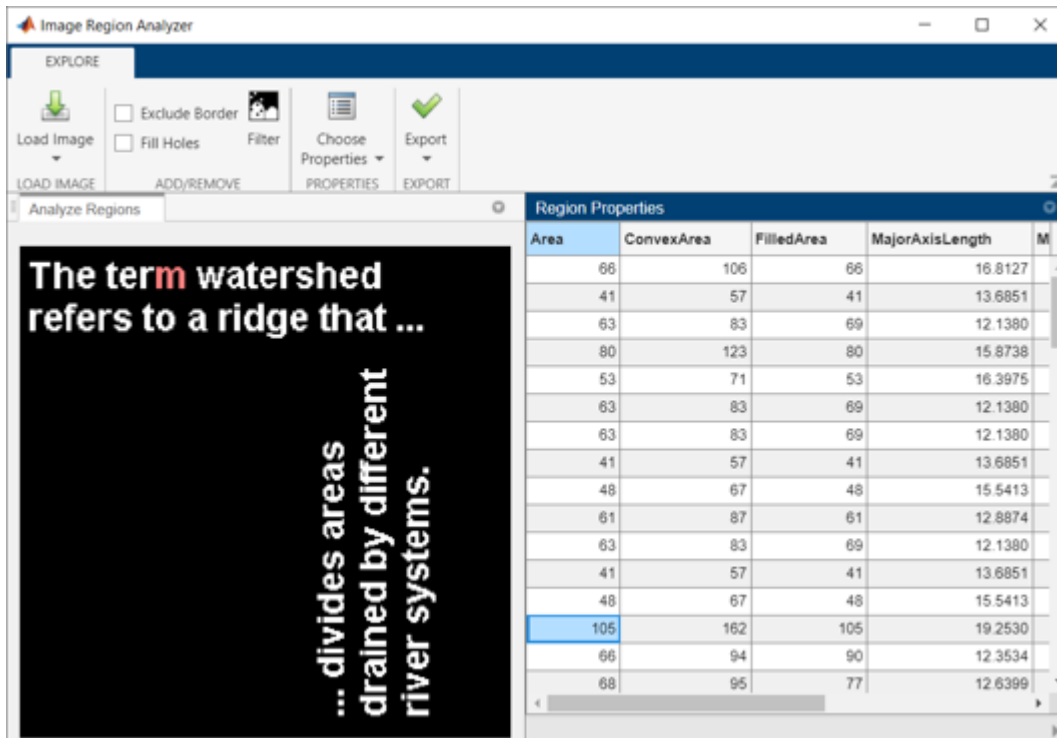 Image Region Analyzer
EXPLORE
Load Image
Exclude Border
Fill Holes
Filter
Choose
Properties
Export
LOAD IMAGE ADD/REMOVE PROPERTIES EXPORT
Analyze Regions
The term watershed
refers to a ridge that ...
... divides areas
drained by different
river systems.
Region Properties
Area ConvexArea FilledArea MajorAxisLength M
66 106 66 16.8127
41 57 41 13.6851
63 83 69 12.1380
80 123 80 15.8738
53 71 53 16.3975
63 83 69 12.1380
63 83 69 12.1380
41 57 41 13.6851
48 67 48 15.5413
61 87 61 12.8874
63 83 69 12.1380
41 57 41 13.6851
48 67 48 15.5413
105 162 105 19.2530
66 94 90 12.3534
68 95 77 12.6399